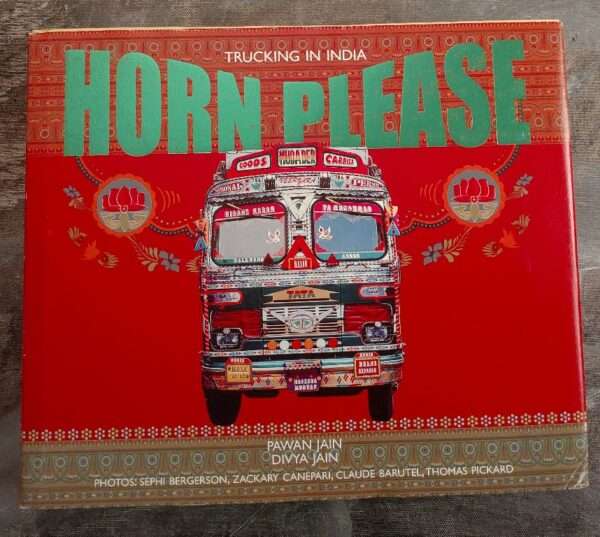 TRUCKING IN INDIA
HORN PLEASE
GOODS MUBADER CARRIER
TATA
PAWAN JAIN
DIVYA JAIN
PHOTOS: SEPHI BERGERSON, ZACKARY CANEPARI, CLAUDE BARUTEL, THOMAS PICKARD